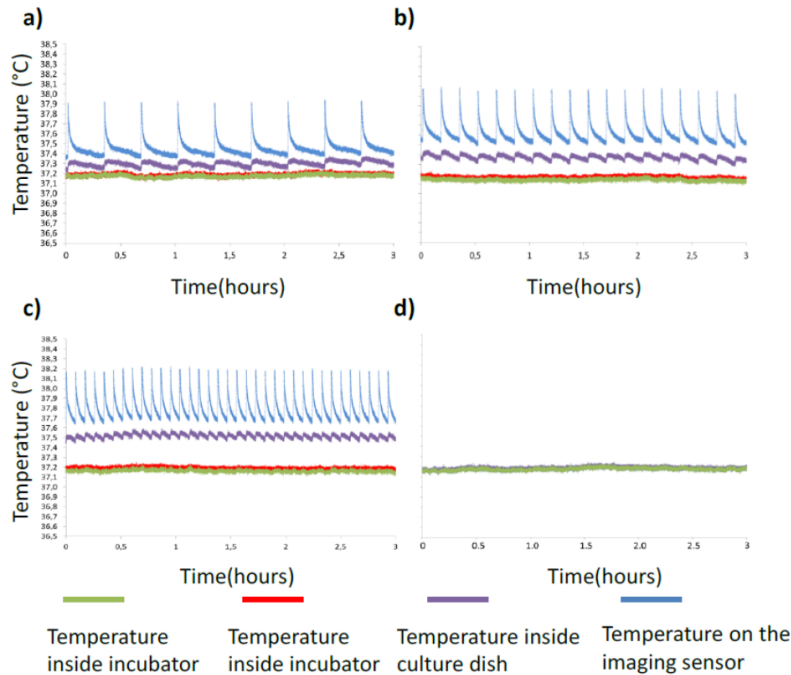 a)
b)
Temperature (°C)
38,5
38,4
38,3
38,2
38,1
38,0
37,9
37,8
37,7
37,6
37,5
37,4
37,3
37,2
37,1
37,0
36,9
36,8
36,7
36,6
36,5
0 0,5 1 1,5 2 2,5 3
0 0,5 1 1,5 2 2,5 3
Time(hours)
Time(hours)
c)
d)
Temperature (°C)
38,5
38,4
38,3
38,2
38,1
38,0
37,9
37,8
37,7
37,6
37,5
37,4
37,3
37,2
37,1
37,0
36,9
36,8
36,7
36,6
36,5
0 0,5 1 1,5 2 2,5 3
0 0.5 1 1.5 2.0 2.5 3
Time(hours)
Time(hours)
Temperature
inside incubator
Temperature
inside incubator
Temperature inside
culture dish
Temperature on the
imaging sensor